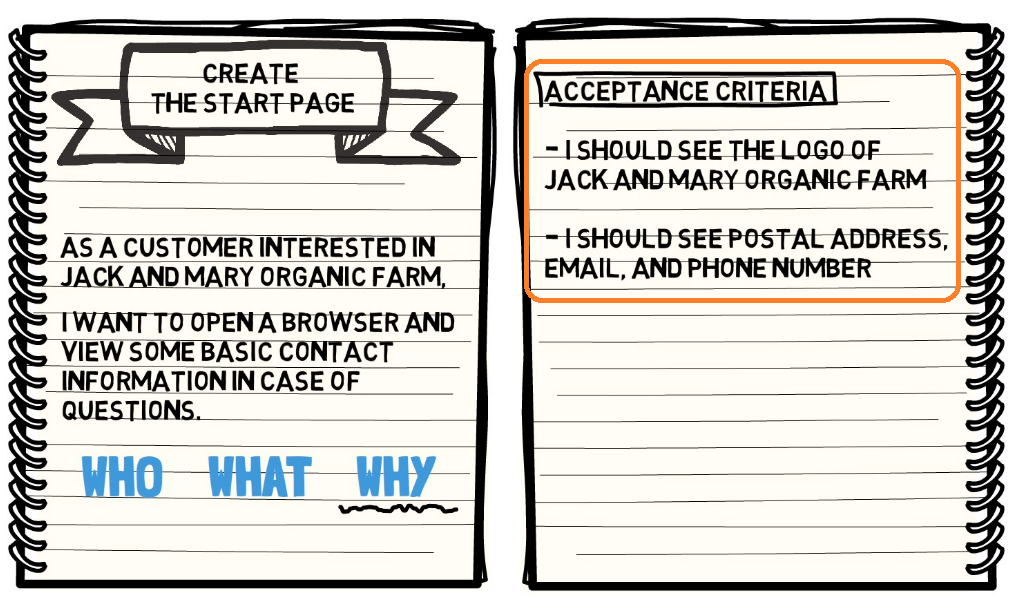 CREATE
THE START PAGE
AS A CUSTOMER INTERESTED IN
JACK AND MARY ORGANIC FARM,
I WANT TO OPEN A BROWSER AND
VIEW SOME BASIC CONTACT
INFORMATION IN CASE OF
QUESTIONS.
WHO WHAT WHY
ACCEPTANCE CRITERIA
- I SHOULD SEE THE LOGO OF
JACK AND MARY ORGANIC FARM
- I SHOULD SEE POSTAL ADDRESS,
EMAIL, AND PHONE NUMBER